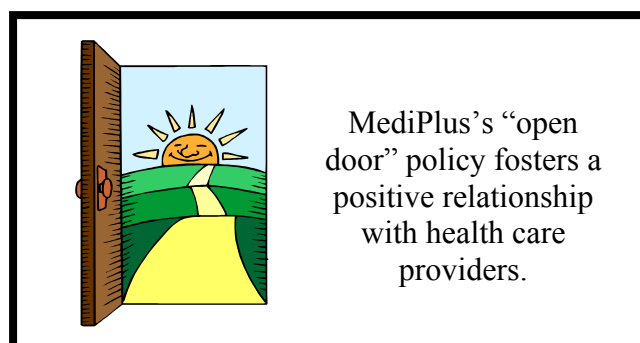 MediPlus’s “open
door” policy fosters a
positive relationship
with health care
providers.